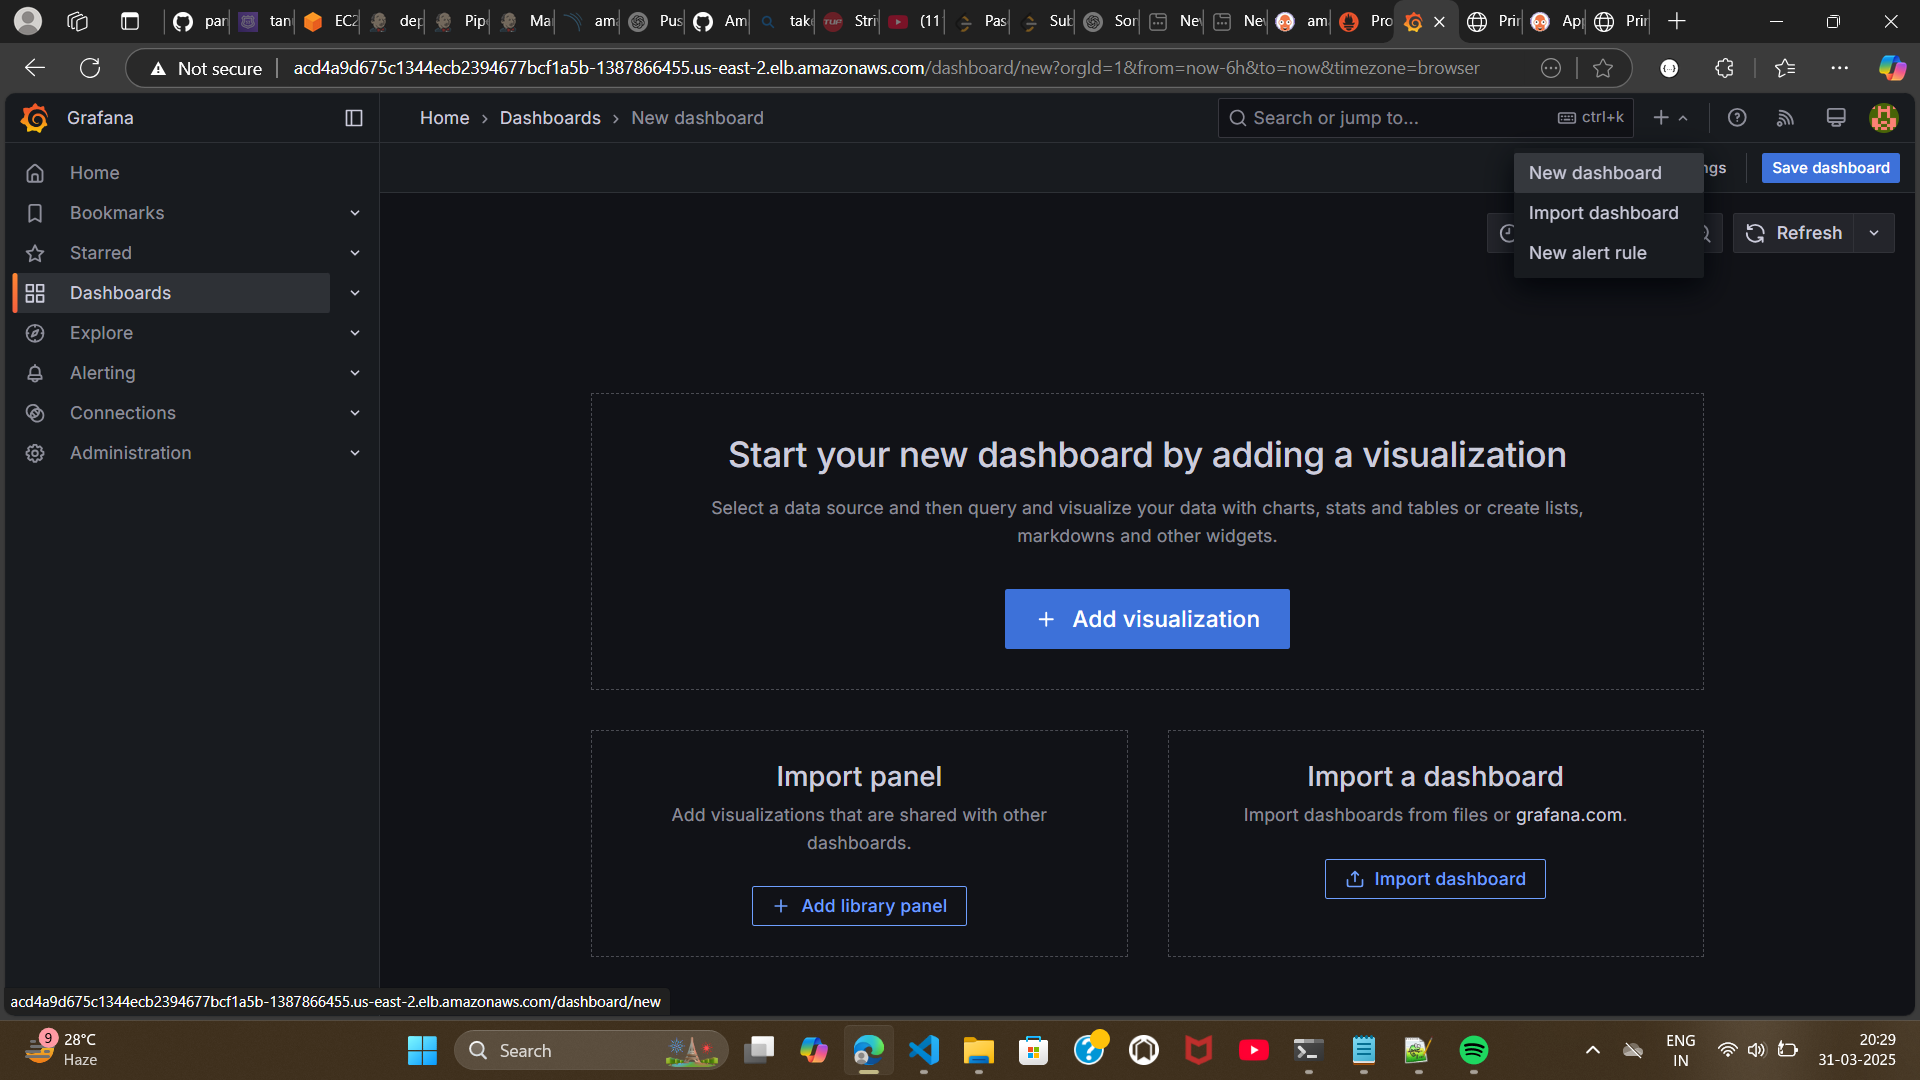 par
tan
EC2
dep
Pip
Ma
ama
Pus
Am
take
Stri
(11
Pas
Sub
Sor
Nev
Nev
am
Pro
Prin
Ap
Prin
Not secure
acd4a9d675c1344ecb2394677bcf1a5b-1387866455.us-east-2.elb.amazonaws.com/dashboard/new?orgId=1&from=now-6h&to=now&timezone=browser
Grafana
Home › Dashboards › New dashboard
Search or jump to...
ctrl+k
Home
Bookmarks
Starred
Dashboards
Explore
Alerting
Connections
Administration
New dashboard
Import dashboard
New alert rule
ngs
Save dashboard
Refresh
Start your new dashboard by adding a visualization
Select a data source and then query and visualize your data with charts, stats and tables or create lists,
markdowns and other widgets.
+ Add visualization
Import panel
Add visualizations that are shared with other
dashboards.
+ Add library panel
Import a dashboard
Import dashboards from files or grafana.com.
Import dashboard
acd4a9d675c1344ecb2394677bcf1a5b-1387866455.us-east-2.elb.amazonaws.com/dashboard/new
9
28°C
Haze
Search
ENG
IN
20:29
31-03-2025